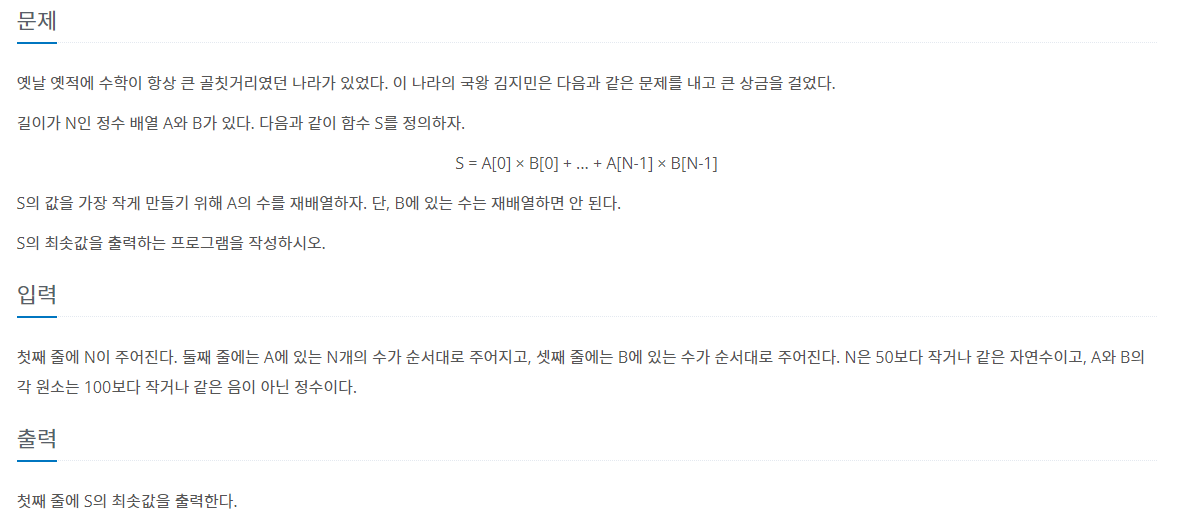 문제
옛날 옛적에 수학이 항상 큰 골칫거리였던 나라가 있었다. 이 나라의 국왕 김지민은 다음과 같은 문제를 내고 큰 상금을 걸었다.
길이가 N인 정수 배열 A와 B가 있다. 다음과 같이 함수 S를 정의하자.
S = A[0] × B[0] + ... + A[N-1] × B[N-1]
S의 값을 가장 작게 만들기 위해 A의 수를 재배열하자. 단, B에 있는 수는 재배열하면 안 된다.
S의 최솟값을 출력하는 프로그램을 작성하시오.
입력
첫째 줄에 N이 주어진다. 둘째 줄에는 A에 있는 N개의 수가 순서대로 주어지고, 셋째 줄에는 B에 있는 수가 순서대로 주어진다. N은 50보다 작거나 같은 자연수이고, A와 B의
각 원소는 100보다 작거나 같은 음이 아닌 정수이다.
출력
첫째 줄에 S의 최솟값을 출력한다.